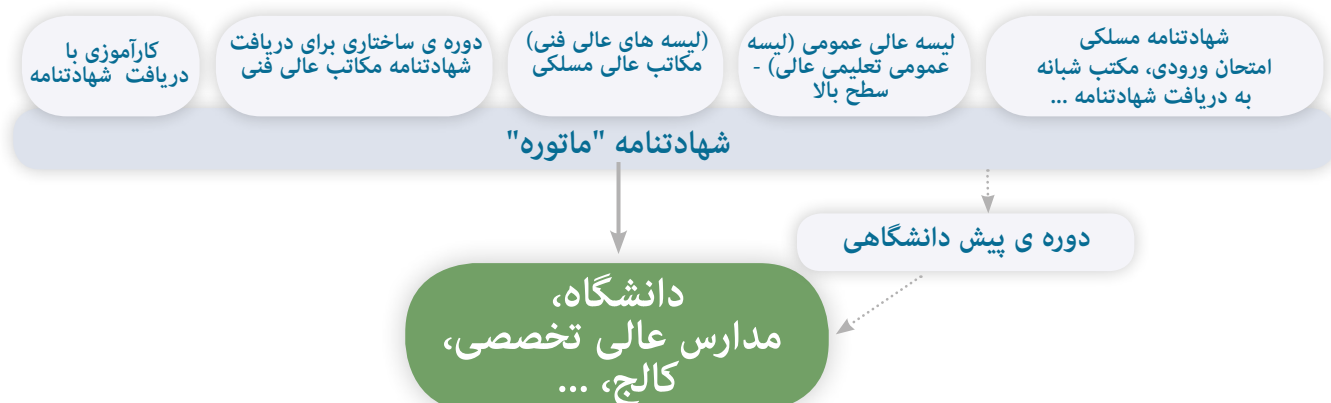 شهادتنامه مسلکی
امتحان ورودی، مکتب شبانه
به دریافت شهادتنامه ...
لیسه عالی عمومی (لیسه
عمومی تعلیمی عالی) -
سطح بالا
(لیسه های عالی فنی)
مکاتب عالی مسلکی
دوره ی ساختاری برای دریافت
شهادتنامه مکاتب عالی فنی
کارآموزی با
دریافت شهادتنامه
شهادتنامه "ماتوره"
دوره ی پیش دانشگاهی
دانشگاه،
مدارس عالی تخصصی،
کالج، ...